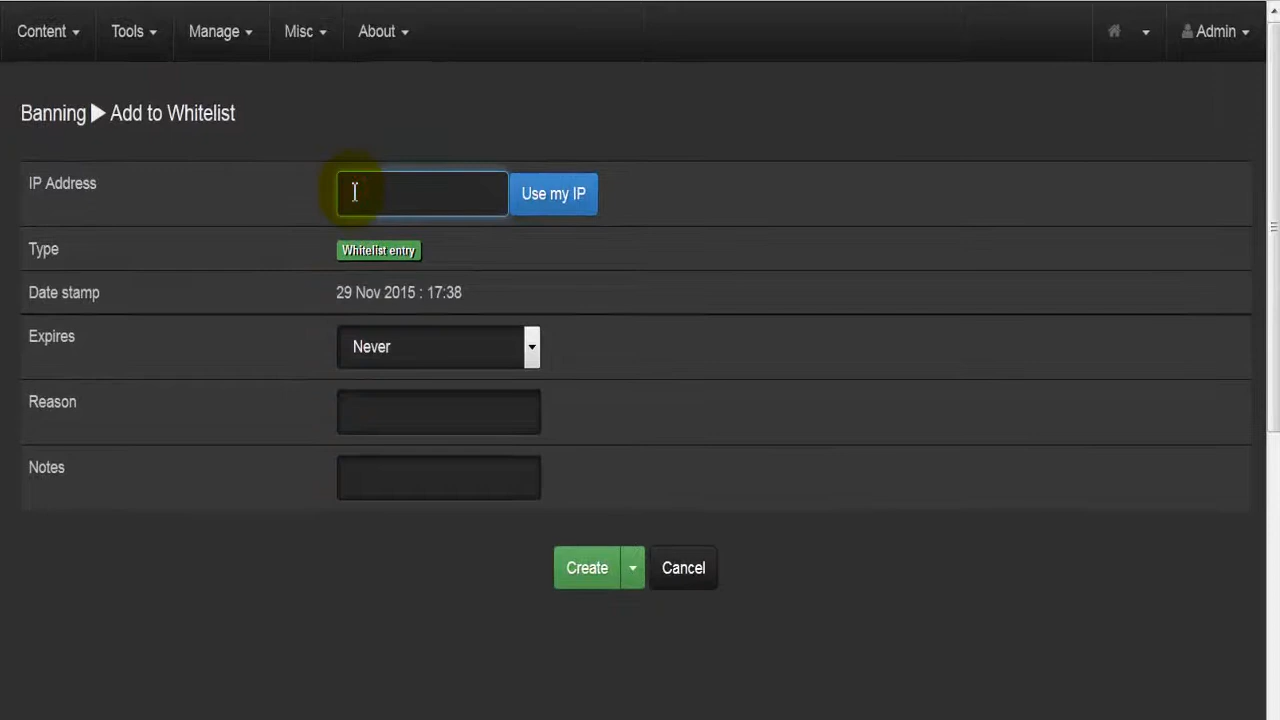 Content Tools Manage Misc About Admin
Banning ▶ Add to Whitelist
IP Address Use my IP
Type Whitelist entry
Date stamp 29 Nov 2015 : 17:38
Expires Never
Reason
Notes
Create Cancel